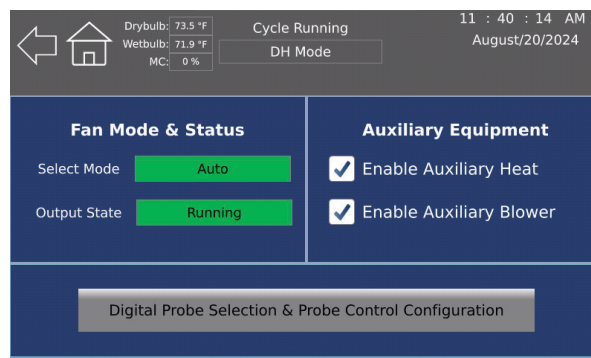 Drybulb: 73.5 °F
Wetbulb: 71.9 °F
MC: 0 %
Cycle Running
DH Mode
11 : 40 : 14 AM
August/20/2024
Fan Mode & Status
Select Mode Auto
Output State Running
Auxiliary Equipment
Enable Auxiliary Heat
Enable Auxiliary Blower
Digital Probe Selection & Probe Control Configuration